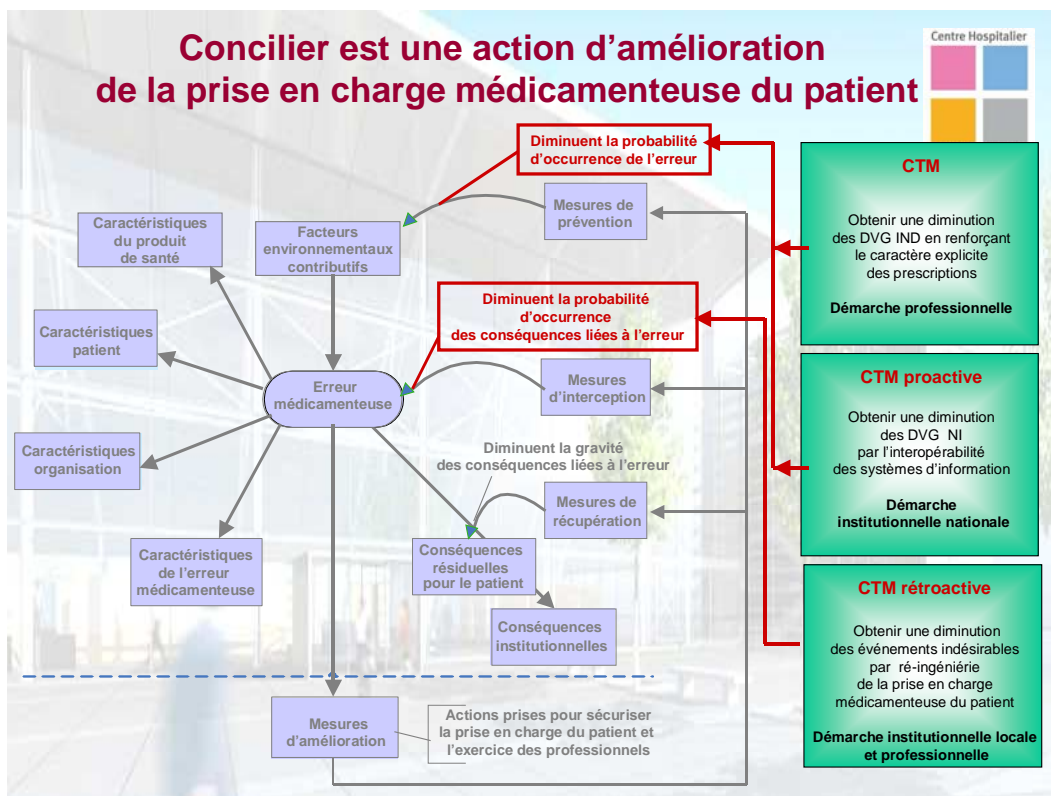 Concilier est une action d'amélioration
de la prise en charge médicamenteuse du patient
Centre Hospitalier
Diminuent la probabilité
d'occurrence de l'erreur
Mesures de
prévention
Caractéristiques
du produit
de santé
Facteurs
environnementaux
contributifs
Diminuent la probabilité
d'occurrence
des conséquences liées à l'erreur
Caractéristiques
patient
Erreur
médicamenteuse
Mesures
d'interception
Caractéristiques
organisation
Diminuent la gravité
des conséquences liées à l'erreur
Mesures de
récupération
Caractéristiques
de l'erreur
médicamenteuse
Conséquences
résiduelles
pour le patient
Conséquences
institutionnelles
Mesures
d'amélioration
Actions prises pour sécuriser
la prise en charge du patient et
l'exercice des professionnels
CTM
Obtenir une diminution
des DVG IND en renforçant
le caractère explicite
des prescriptions
Démarche professionnelle
CTM proactive
Obtenir une diminution
des DVG NI
par l'interopérabilité
des systèmes d'information
Démarche
institutionnelle nationale
CTM rétroactive
Obtenir une diminution
des événements indésirables
par ré-ingéniérie
de la prise en charge
médicamenteuse du patient
Démarche institutionnelle locale
et professionnelle